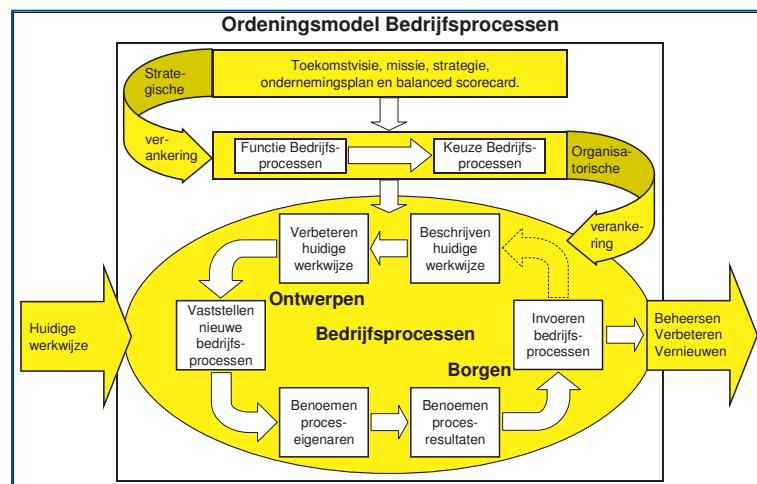 Ordeningsmodel Bedrijfsprocessen
Strate-
gische
ver-
ankering
Toekomstvisie, missie, strategie,
ondernemingsplan en balanced scorecard.
Functie Bedrijfs-
processen
Keuze Bedrijfs-
processen
Organisa-
torische
veranke-
ring
Verbeteren
huidige
werkwijze
Beschrijven
huidige
werkwijze
Ontwerpen
Huidige
werkwijze
Vaststellen
nieuwe
bedrijfs-
processen
Bedrijfsprocessen
Invoeren
bedrijfs-
processen
Beheersen
Verbeteren
Vernieuwen
Borgen
Benoemen
proces-
eigenaren
Benoemen
proces-
resultaten